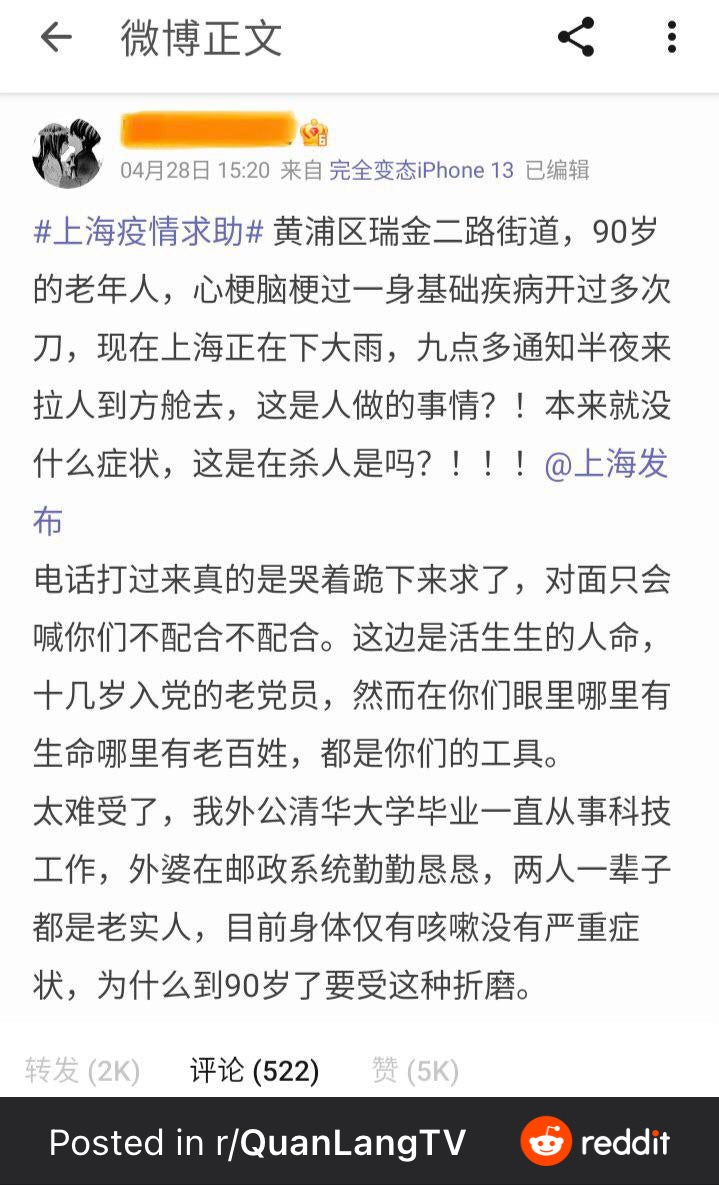 微博正文
04月28日 15:20 来自 完全变态iPhone 13 已编辑
#上海疫情求助# 黄浦区瑞金二路街道，90岁
的老年人，心梗脑梗过一身基础疾病开过多次
刀，现在上海正在下大雨，九点多通知半夜来
拉人到方舱去，这是人做的事情？！本来就没
什么症状，这是在杀人是吗？！！！@上海发
布
电话打过来真的是哭着跪下来求了，对面只会
喊你们不配合不配合。这边是活生生的人命，
十几岁入党的老党员，然而在你们眼里哪里有
生命哪里有老百姓，都是你们的工具。
太难受了，我外公清华大学毕业一直从事科技
工作，外婆在邮政系统勤勤恳恳，两人一辈子
都是老实人，目前身体仅有咳嗽没有严重症
状，为什么到90岁了要受这种折磨。
转发 (2K) 评论 (522) 赞 (5K)
Posted in r/QuanLangTV reddit